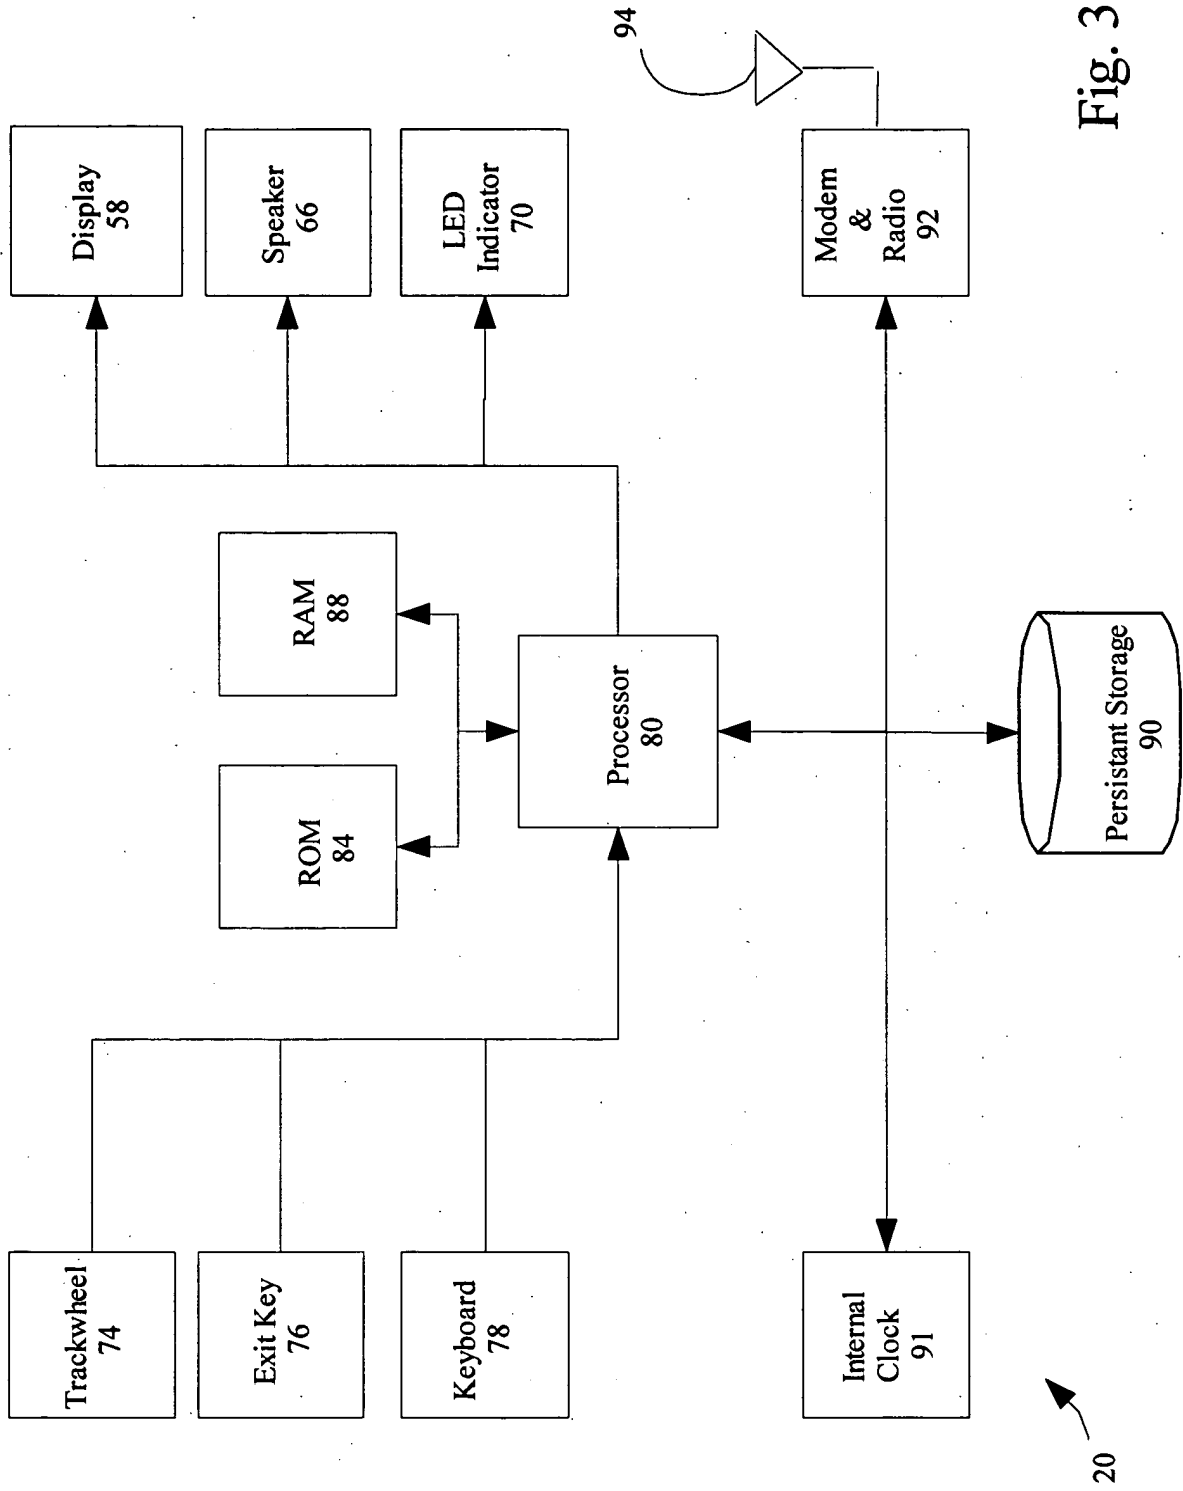 Trackwheel
74
Exit Key
76
Keyboard
78
ROM
84
RAM
88
Display
58
Speaker
66
LED
Indicator
70
Processor
80
Internal
Clock
91
Modem
&
Radio
92
94
Persistant Storage
90
20
Fig. 3